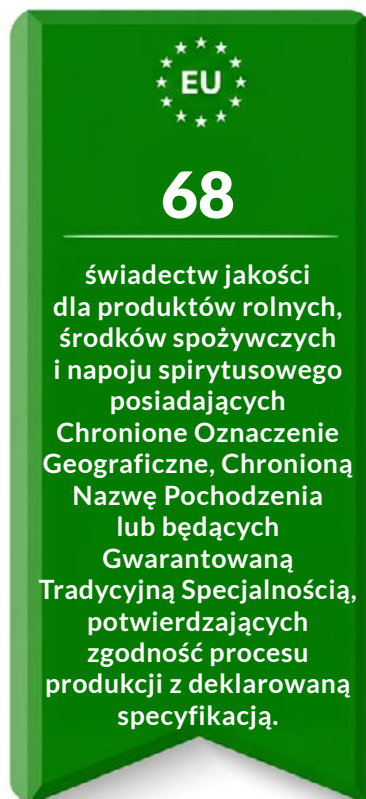 EU
68
świadectw jakości
dla produktów rolnych,
środków spożywczych
i napoju spirytusowego
posiadających
Chronione Oznaczenie
Geograficzne, Chronioną
Nazwę Pochodzenia
lub będących
Gwarantowaną
Tradycyjną Specjalnością,
potwierdzających
zgodność procesu
produkcji z deklarowaną
specyfikacją.